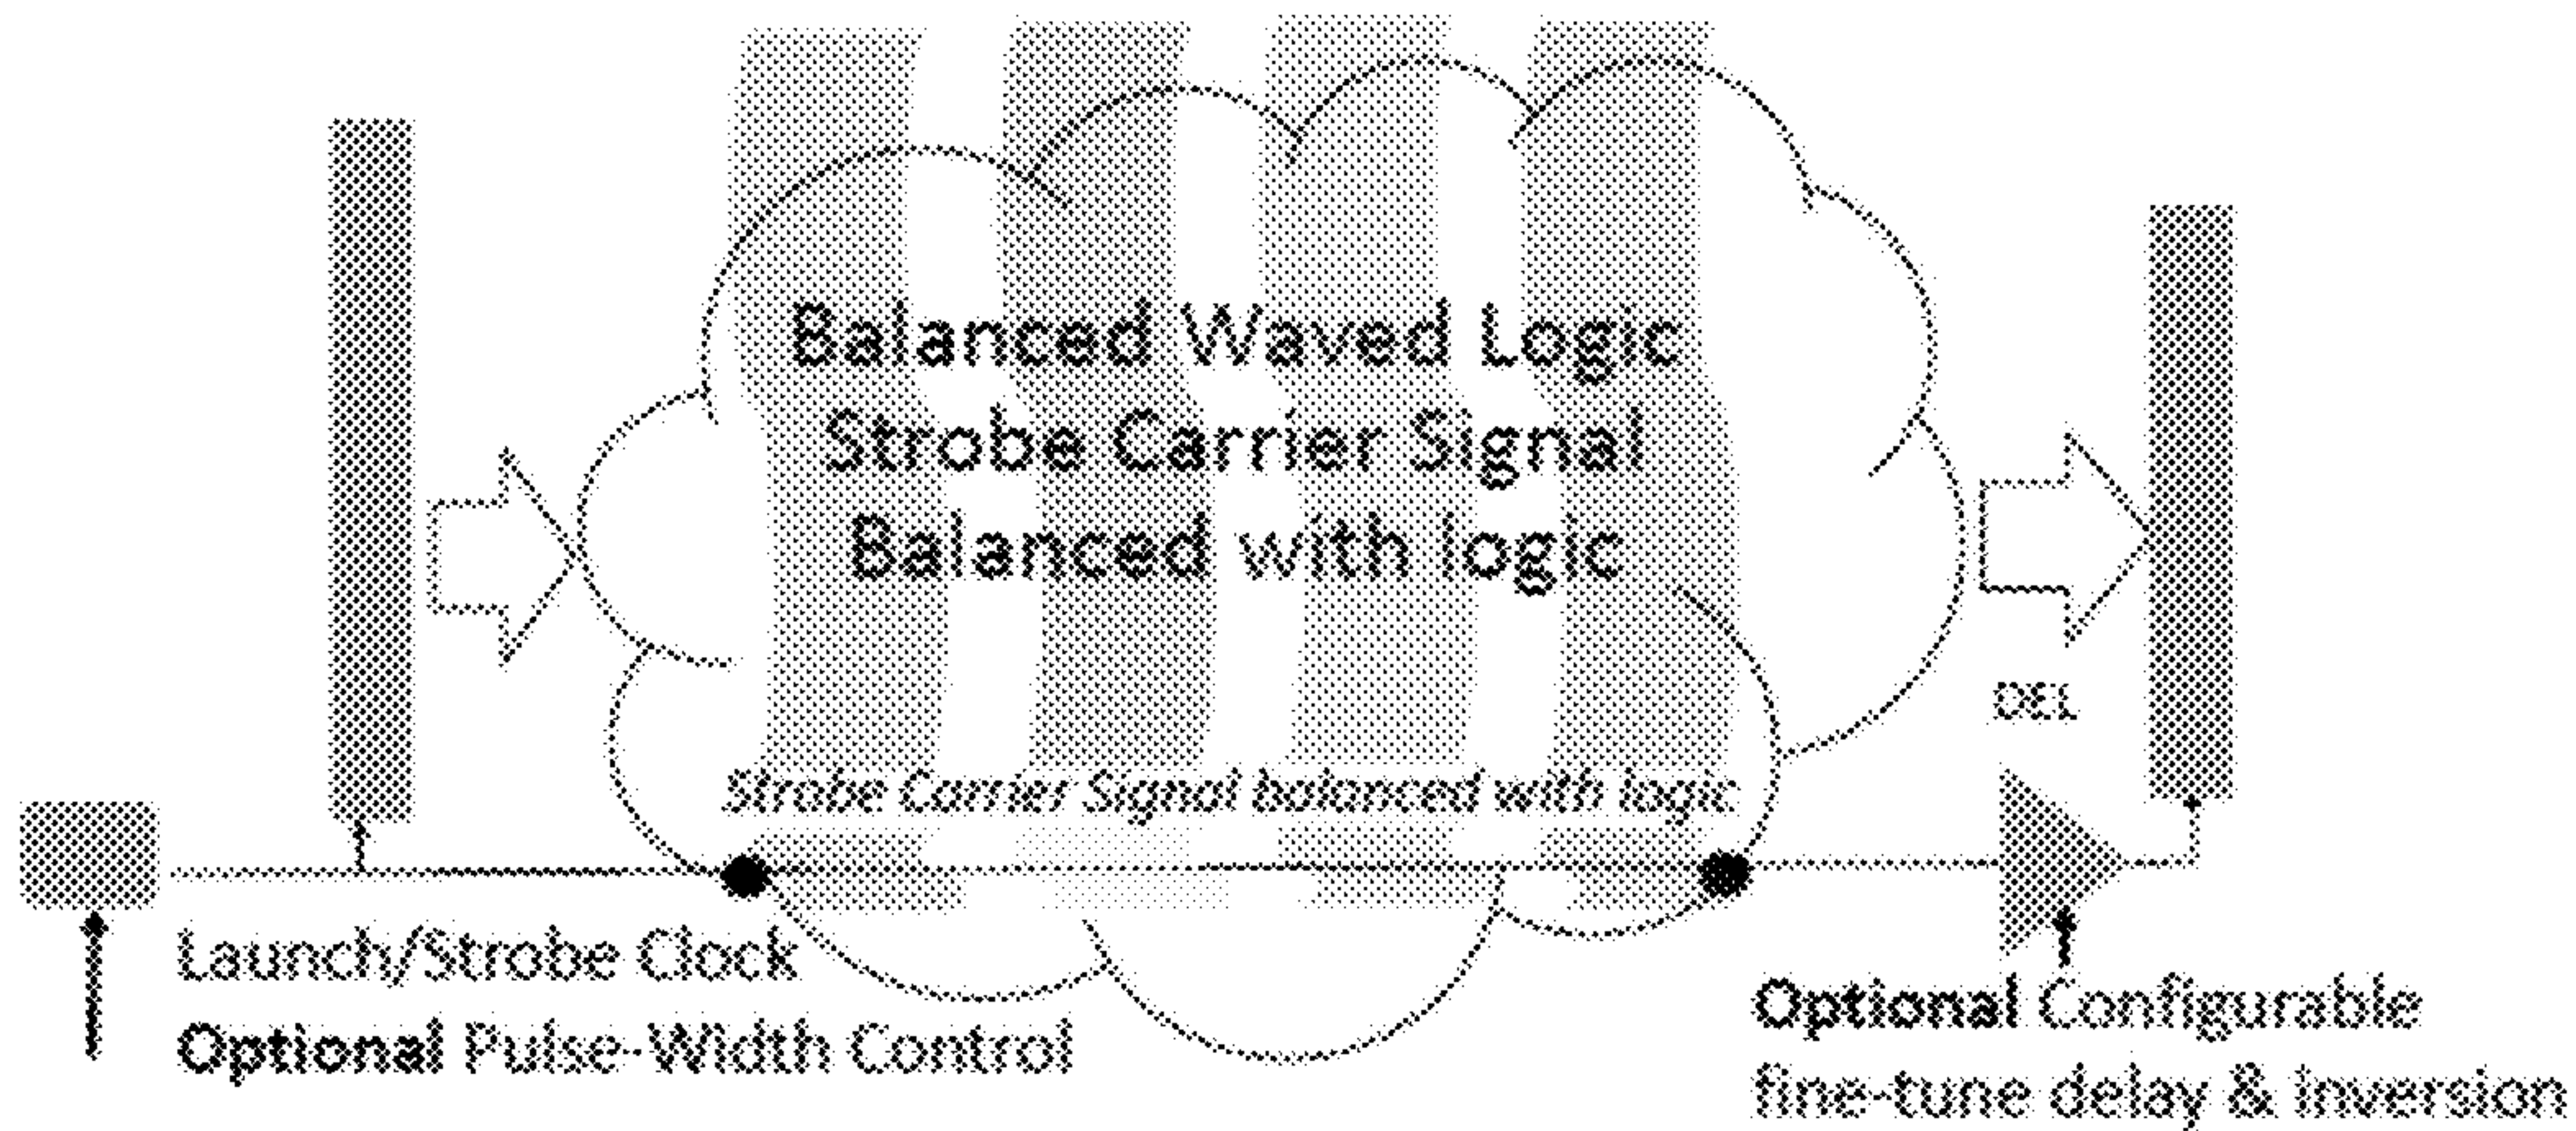 Balanced Waved Logic
Strobe Carrier Signal
Balanced with logic
DEL
Strobe Carrier Signal balanced with logic
Launch/Strobe Clock
Optional Pulse-Width Control
Optional Configurable
fine-tune delay & inversion